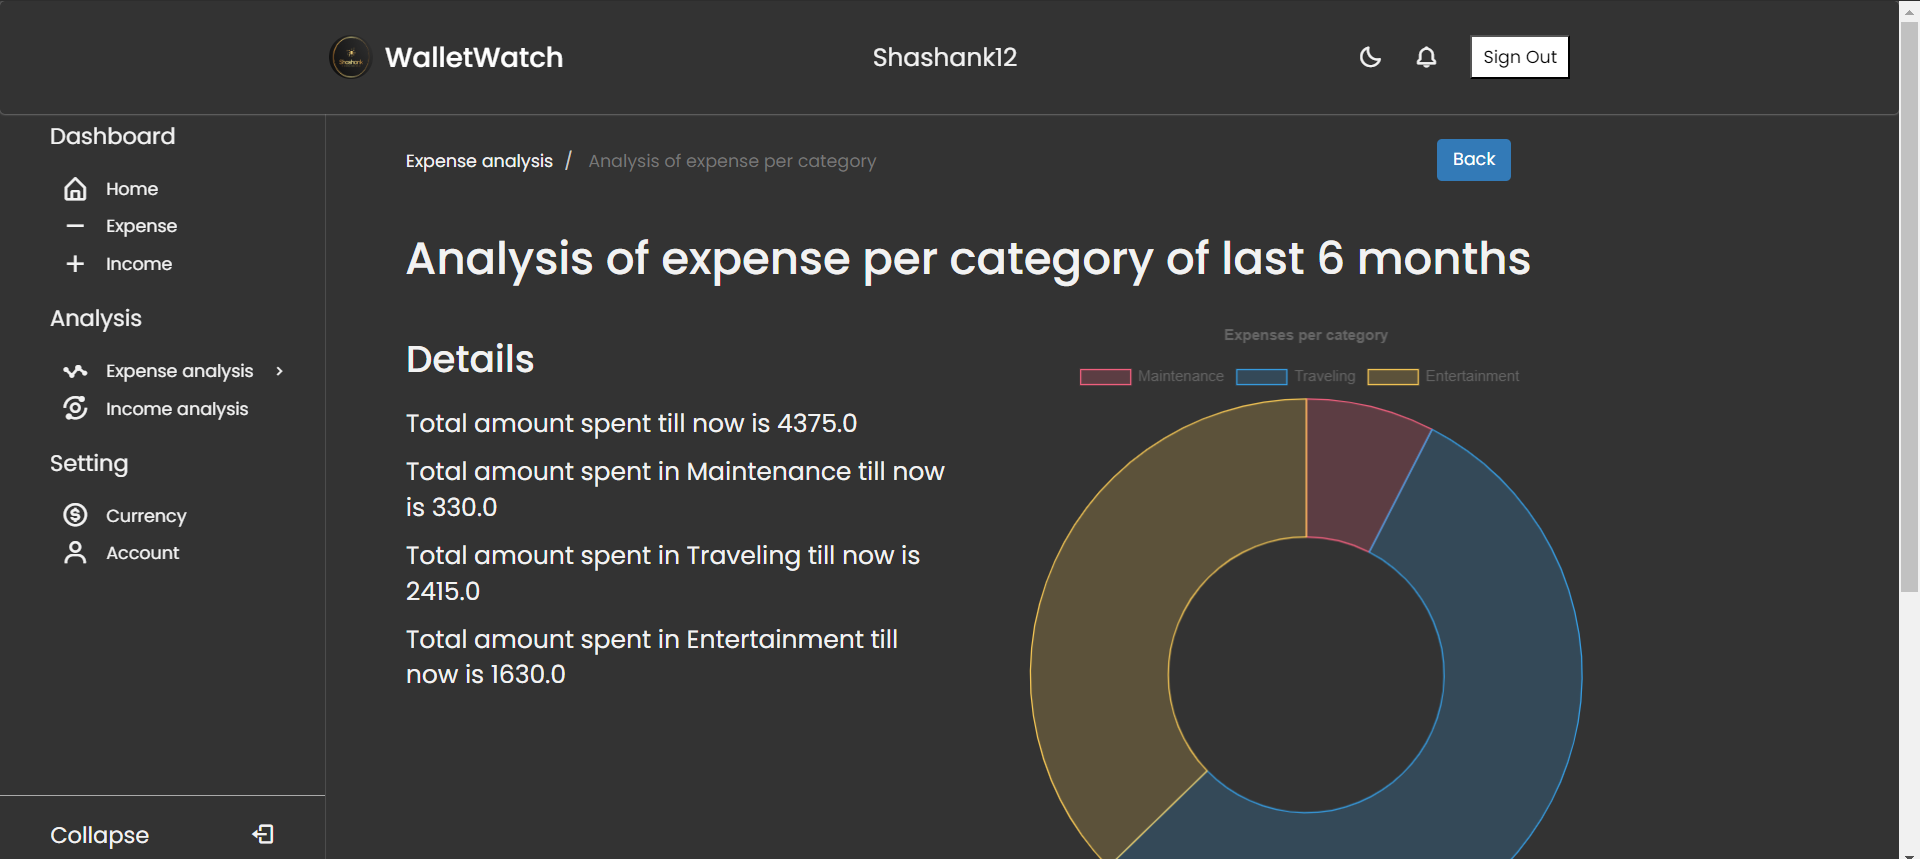 Shashank
WalletWatch
Shashank12
Sign Out
Dashboard
Home
Expense
Income
Analysis
Expense analysis
Income analysis
Setting
Currency
Account
Collapse
Expense analysis / Analysis of expense per category
Back
Analysis of expense per category of last 6 months
Details
Total amount spent till now is 4375.0
Total amount spent in Maintenance till now
is 330.0
Total amount spent in Traveling till now is
2415.0
Total amount spent in Entertainment till
now is 1630.0
Expenses per category
Maintenance Traveling Entertainment